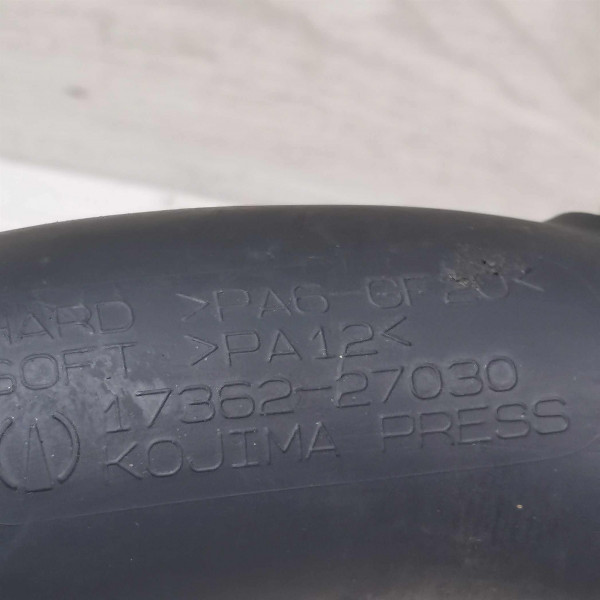 HARD >PA6-GF20<
SOFT >PA12<
17362-27030
KOJIMA PRESS